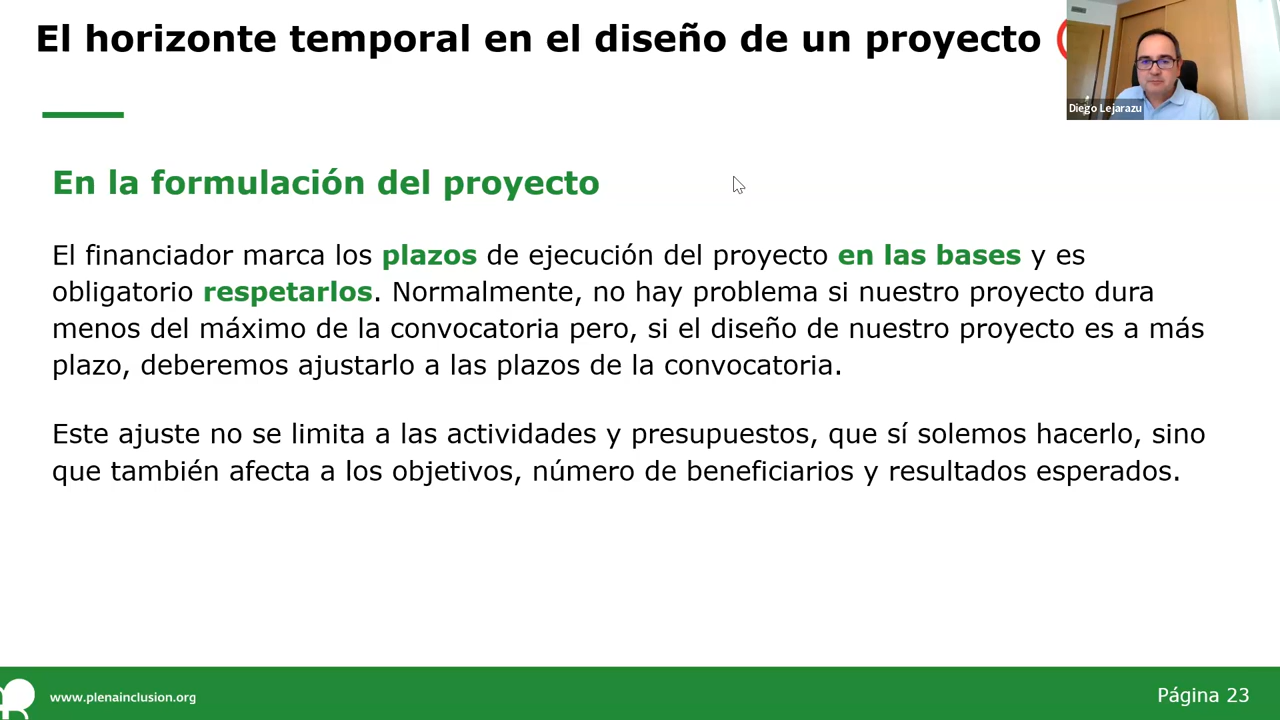 El horizonte temporal en el diseño de un proyecto
Diego Lejarazu
En la formulación del proyecto
El financiador marca los plazos de ejecución del proyecto en las bases y es
obligatorio respetarlos. Normalmente, no hay problema si nuestro proyecto dura
menos del máximo de la convocatoria pero, si el diseño de nuestro proyecto es a más
plazo, deberemos ajustarlo a las plazos de la convocatoria.
Este ajuste no se limita a las actividades y presupuestos, que sí solemos hacerlo, sino
que también afecta a los objetivos, número de beneficiarios y resultados esperados.
www.plenainclusion.org
Página 23